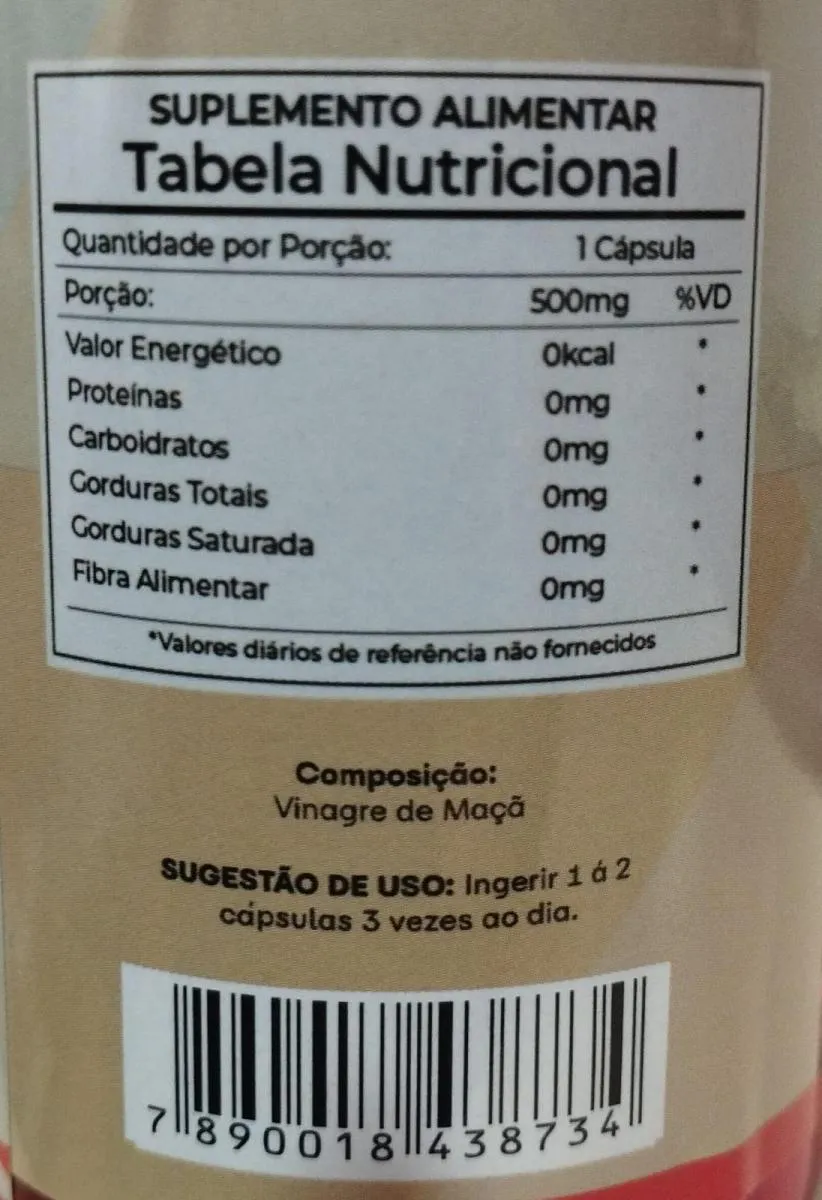 SUPLEMENTO ALIMENTAR
Tabela Nutricional
Quantidade por Porção: 1 Cápsula
Porção: 500mg %VD
Valor Energético 0kcal *
Proteínas 0mg *
Carboidratos 0mg *
Gorduras Totais 0mg *
Gorduras Saturada 0mg *
Fibra Alimentar 0mg *
*Valores diários de referência não fornecidos
Composição:
Vinagre de Maçã
SUGESTÃO DE USO: Ingerir 1 á 2
cápsulas 3 vezes ao dia.
7 890018 438734